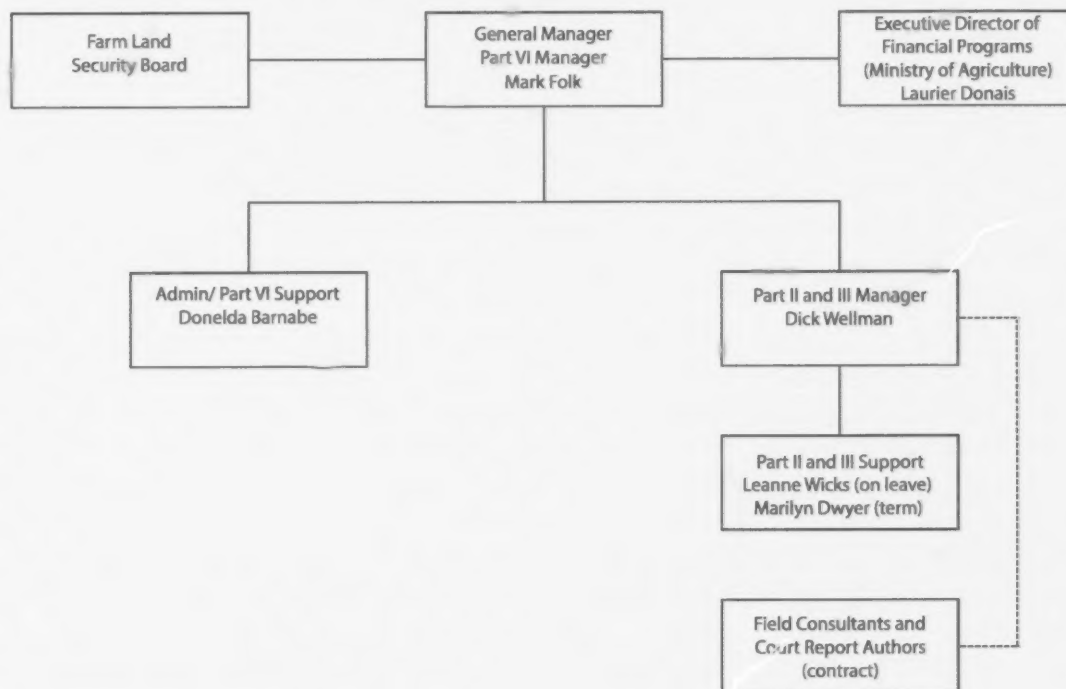 Farm Land
Security Board
General Manager
Part VI Manager
Mark Folk
Executive Director of
Financial Programs
(Ministry of Agriculture)
Laurier Donais
Admin/ Part VI Support
Donelda Barnabe
Part II and III Manager
Dick Wellman
Part II and III Support
Leanne Wicks (on leave)
Marilyn Dwyer (term)
Field Consultants and
Court Report Authors
(contract)